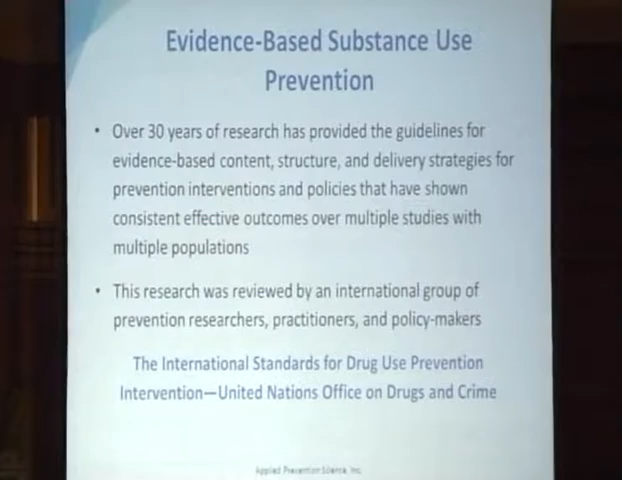 Evidence-Based Substance Use
Prevention
• Over 30 years of research has provided the guidelines for
evidence-based content, structure, and delivery strategies for
prevention interventions and policies that have shown
consistent effective outcomes over multiple studies with
multiple populations
• This research was reviewed by an international group of
prevention researchers, practitioners, and policy-makers
The International Standards for Drug Use Prevention
Intervention—United Nations Office on Drugs and Crime
Applied Prevention Science, Inc.